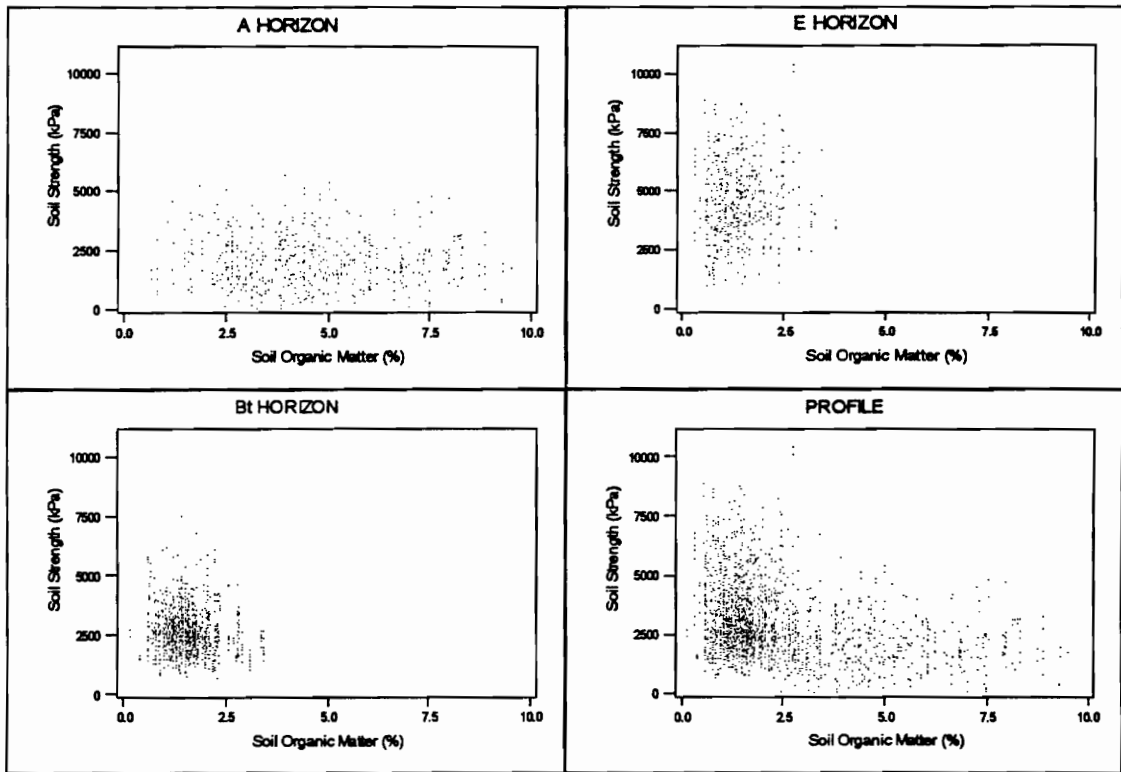 A HORIZON
Soil Strength (kPa)
10000
7500
5000
2500
0
0.0 2.5 5.0 7.5 10.0
Soil Organic Matter (%)
E HORIZON
Soil Strength (kPa)
10000
7500
5000
2500
0
0.0 2.5 5.0 7.5 10.0
Soil Organic Matter (%)
Bt HORIZON
Soil Strength (kPa)
10000
7500
5000
2500
0
0.0 2.5 5.0 7.5 10.0
Soil Organic Matter (%)
PROFILE
Soil Strength (kPa)
10000
7500
5000
2500
0
0.0 2.5 5.0 7.5 10.0
Soil Organic Matter (%)